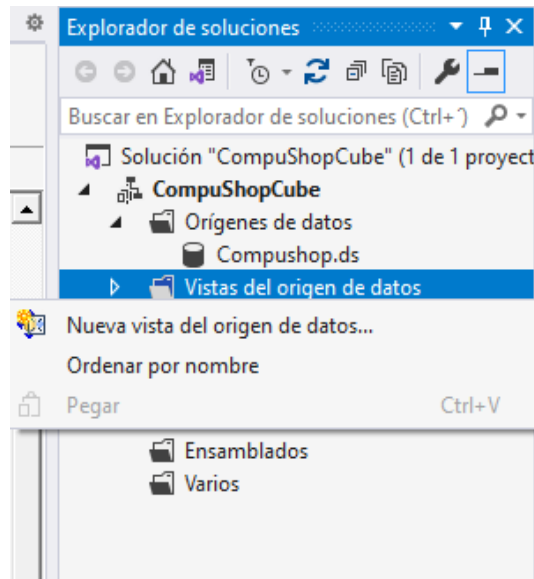 Explorador de soluciones
Buscar en Explorador de soluciones (Ctrl+´)
Solución "CompuShopCube" (1 de 1 proyect
CompuShopCube
Orígenes de datos
Compushop.ds
Vistas del origen de datos
Nueva vista del origen de datos...
Ordenar por nombre
Pegar Ctrl+V
Ensamblados
Varios